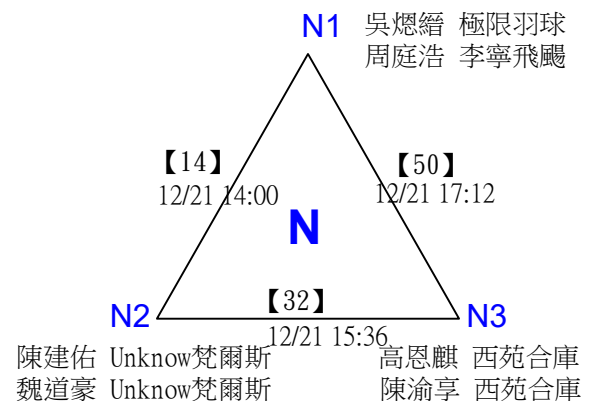 N1 吳熜縉 極限羽球
周庭浩 李寧飛颺
【14】
12/21 14:00
【50】
12/21 17:12
N
【32】
12/21 15:36
N2
N3
陳建佑 Unknow梵爾斯
魏道豪 Unknow梵爾斯
高恩麒 西苑合庫
陳渝享 西苑合庫